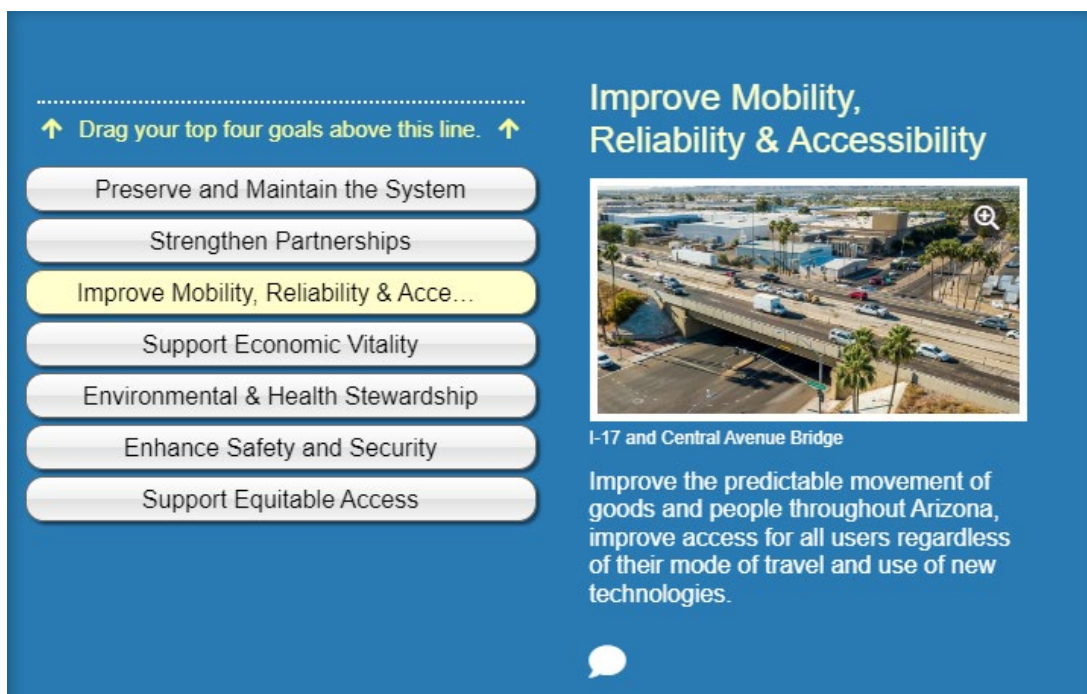 Drag your top four goals above this line.
Preserve and Maintain the System
Strengthen Partnerships
Improve Mobility, Reliability & Acce...
Support Economic Vitality
Environmental & Health Stewardship
Enhance Safety and Security
Support Equitable Access
Improve Mobility,
Reliability & Accessibility
I-17 and Central Avenue Bridge
Improve the predictable movement of
goods and people throughout Arizona,
improve access for all users regardless
of their mode of travel and use of new
technologies.